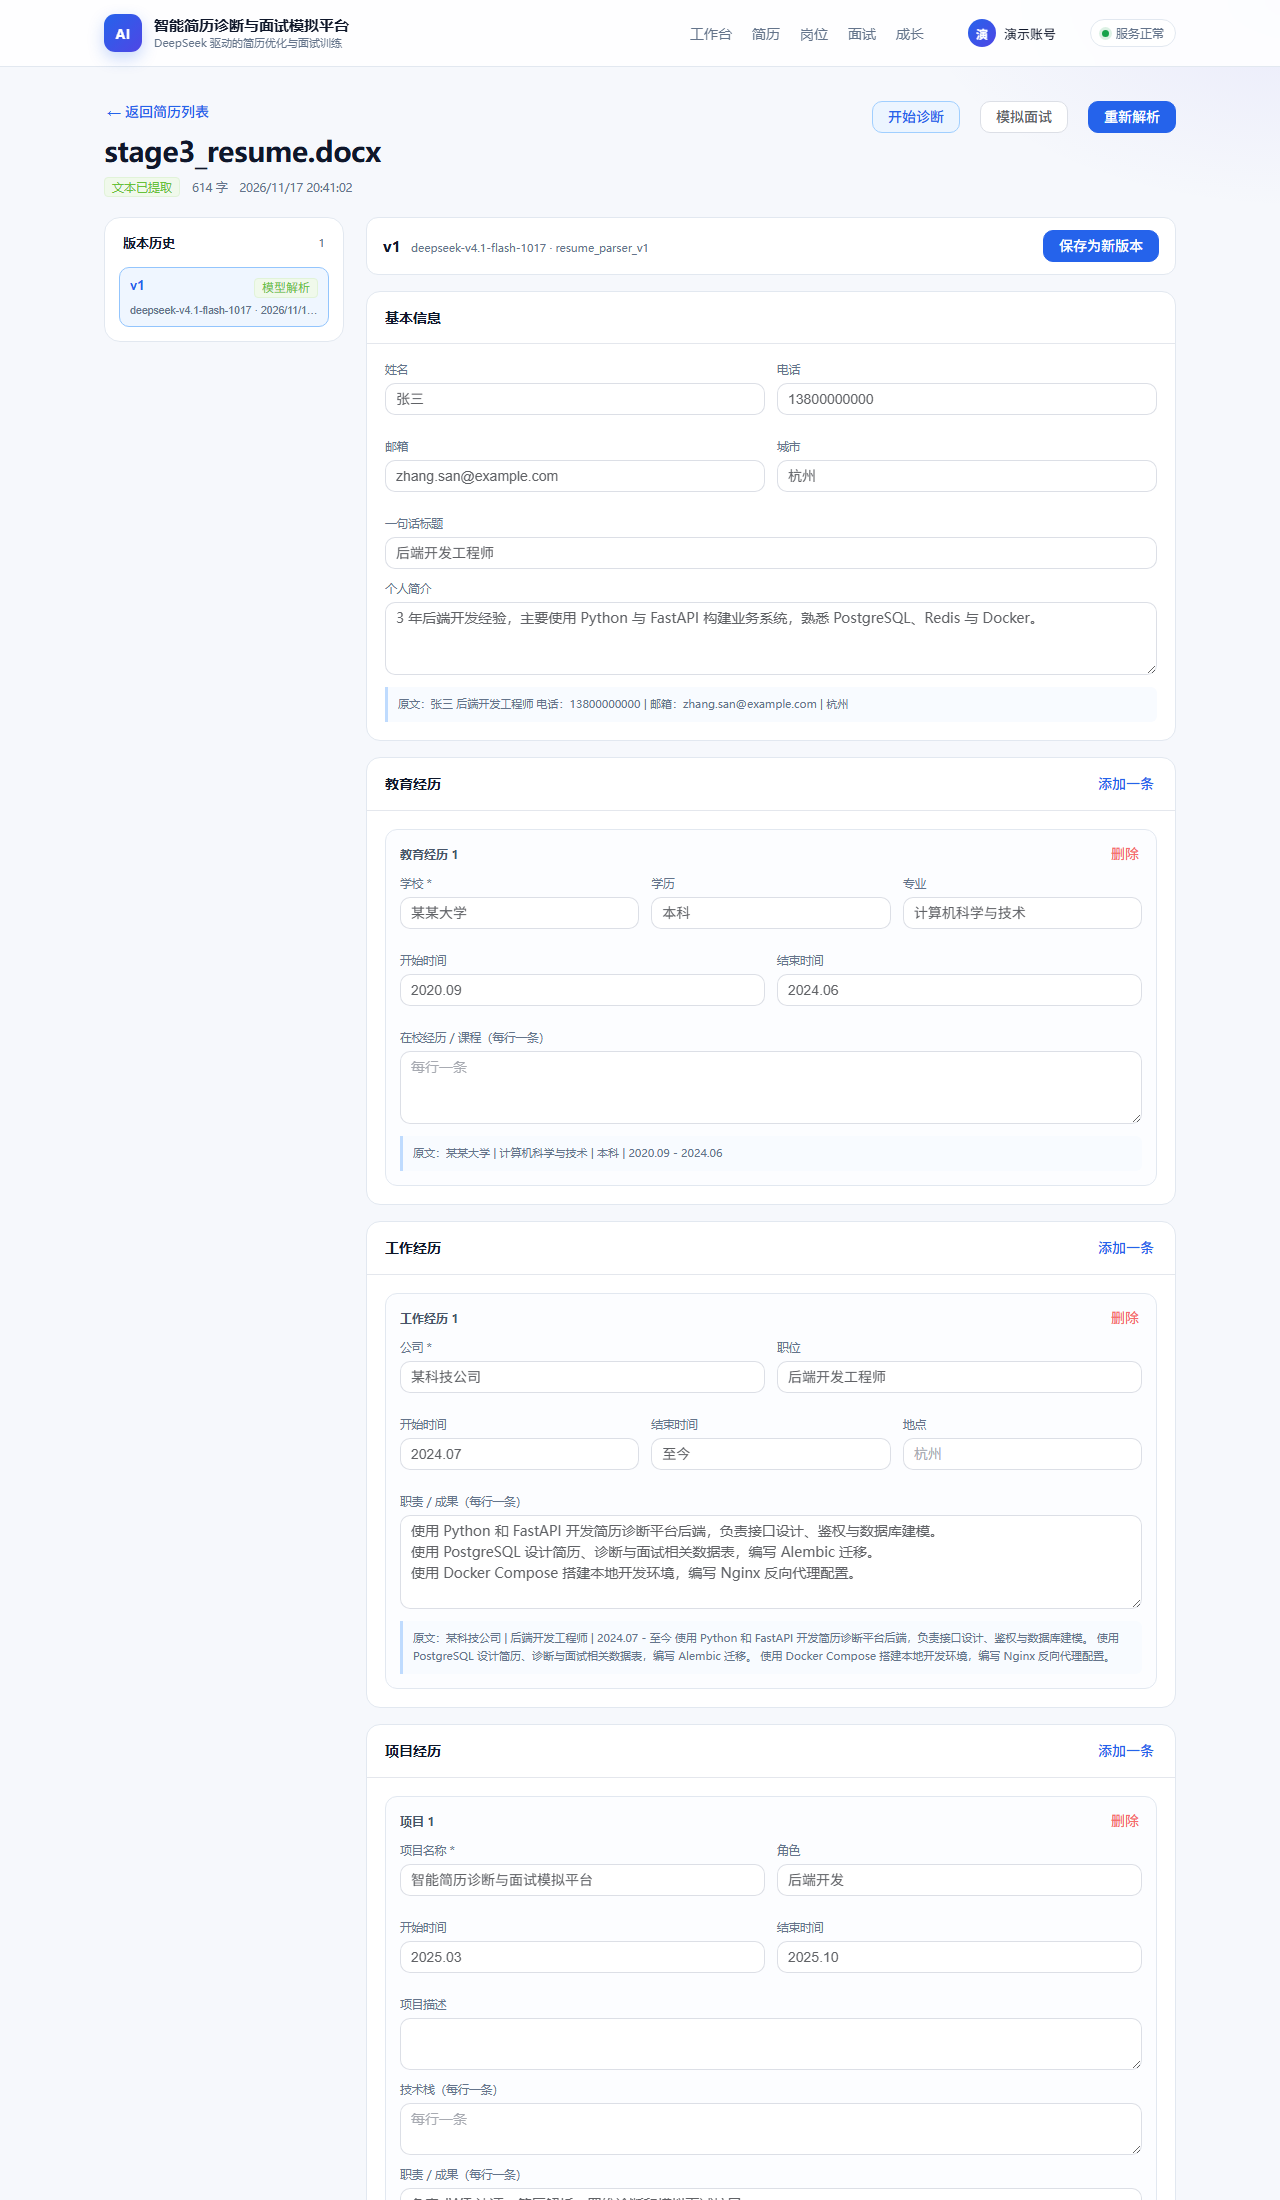 AI
智能简历诊断与面试模拟平台
DeepSeek 驱动的简历优化与面试训练
工作台 简历 岗位 面试 成长
演 演示账号
服务正常
← 返回简历列表
开始诊断 模拟面试 重新解析
stage3_resume.docx
文本已提取 614 字 2026/11/17 20:41:02
版本历史 1
v1 模型解析
deepseek-v4.1-flash-1017 · 2026/11/1...
v1 deepseek-v4.1-flash-1017 · resume_parser_v1
保存为新版本
基本信息
姓名 电话
张三 13800000000
邮箱 城市
zhang.san@example.com 杭州
一句话标题
后端开发工程师
个人简介
3 年后端开发经验，主要使用 Python 与 FastAPI 构建业务系统，熟悉 PostgreSQL、Redis 与 Docker。
原文：张三 后端开发工程师 电话：13800000000 | 邮箱：zhang.san@example.com | 杭州
教育经历 添加一条
教育经历 1 删除
学校 * 学历 专业
某某大学 本科 计算机科学与技术
开始时间 结束时间
2020.09 2024.06
在校经历 / 课程（每行一条）
每行一条
原文：某某大学 | 计算机科学与技术 | 本科 | 2020.09 - 2024.06
工作经历 添加一条
工作经历 1 删除
公司 * 职位
某科技公司 后端开发工程师
开始时间 结束时间 地点
2024.07 至今 杭州
职责 / 成果（每行一条）
使用 Python 和 FastAPI 开发简历诊断平台后端，负责接口设计、鉴权与数据库建模。
使用 PostgreSQL 设计简历、诊断与面试相关数据表，编写 Alembic 迁移。
使用 Docker Compose 搭建本地开发环境，编写 Nginx 反向代理配置。
原文：某科技公司 | 后端开发工程师 | 2024.07 - 至今 使用 Python 和 FastAPI 开发简历诊断平台后端，负责接口设计、鉴权与数据库建模。 使用
PostgreSQL 设计简历、诊断与面试相关数据表，编写 Alembic 迁移。 使用 Docker Compose 搭建本地开发环境，编写 Nginx 反向代理配置。
项目经历 添加一条
项目 1 删除
项目名称 * 角色
智能简历诊断与面试模拟平台 后端开发
开始时间 结束时间
2025.03 2025.10
项目描述
技术栈（每行一条）
每行一条
职责 / 成果（每行一条）